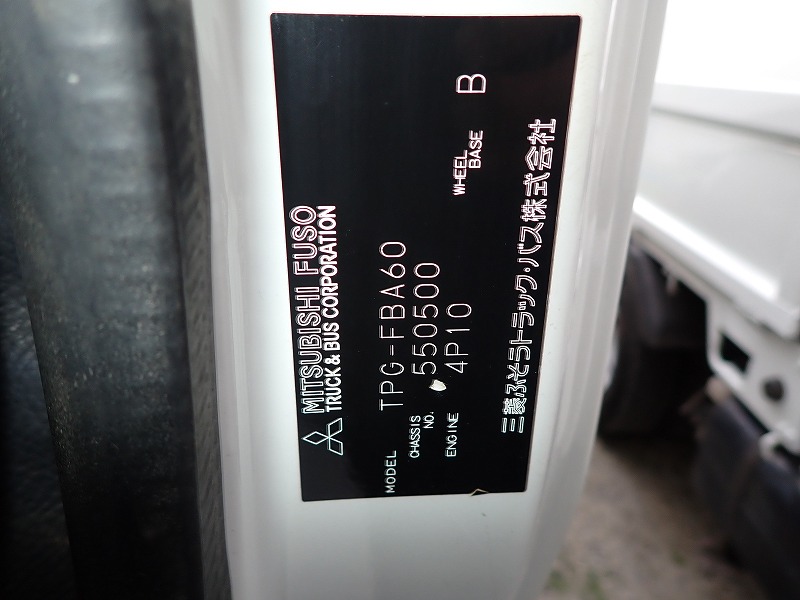 MITSUBISHI FUSO
TRUCK & BUS CORPORATION
MODEL TPG-FBA60
CHASSIS NO. 550500
ENGINE 4P10
WHEEL BASE B
三菱ふそうトラック・バス株式会社